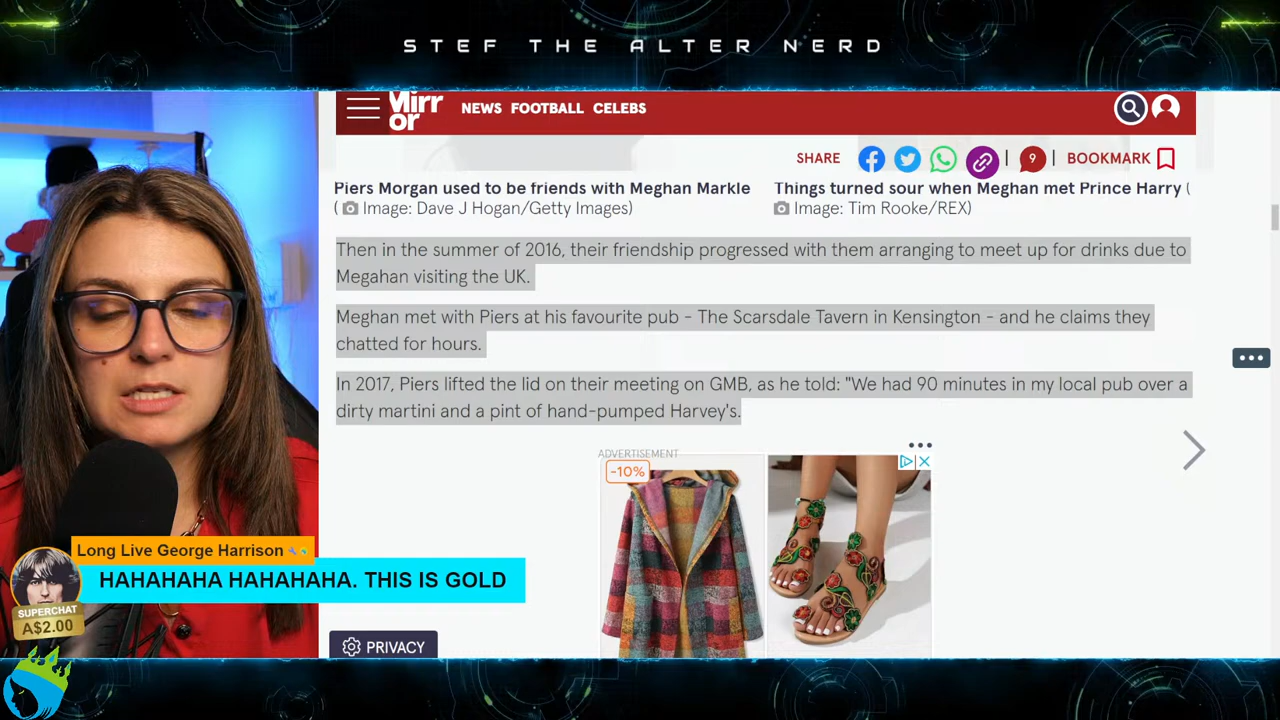 STEF THE ALTER NERD
Mirr
or
NEWS FOOTBALL CELEBS
SHARE
9
BOOKMARK
Piers Morgan used to be friends with Meghan Markle
( Image: Dave J Hogan/Getty Images)
Things turned sour when Meghan met Prince Harry (
Image: Tim Rooke/REX)
Then in the summer of 2016, their friendship progressed with them arranging to meet up for drinks due to
Megahan visiting the UK.
Meghan met with Piers at his favourite pub - The Scarsdale Tavern in Kensington - and he claims they
chatted for hours.
In 2017, Piers lifted the lid on their meeting on GMB, as he told: "We had 90 minutes in my local pub over a
dirty martini and a pint of hand-pumped Harvey's.
ADVERTISEMENT
-10%
Long Live George Harrison
HAHAHAHA HAHAHAHA. THIS IS GOLD
SUPERCHAT
A$2.00
PRIVACY